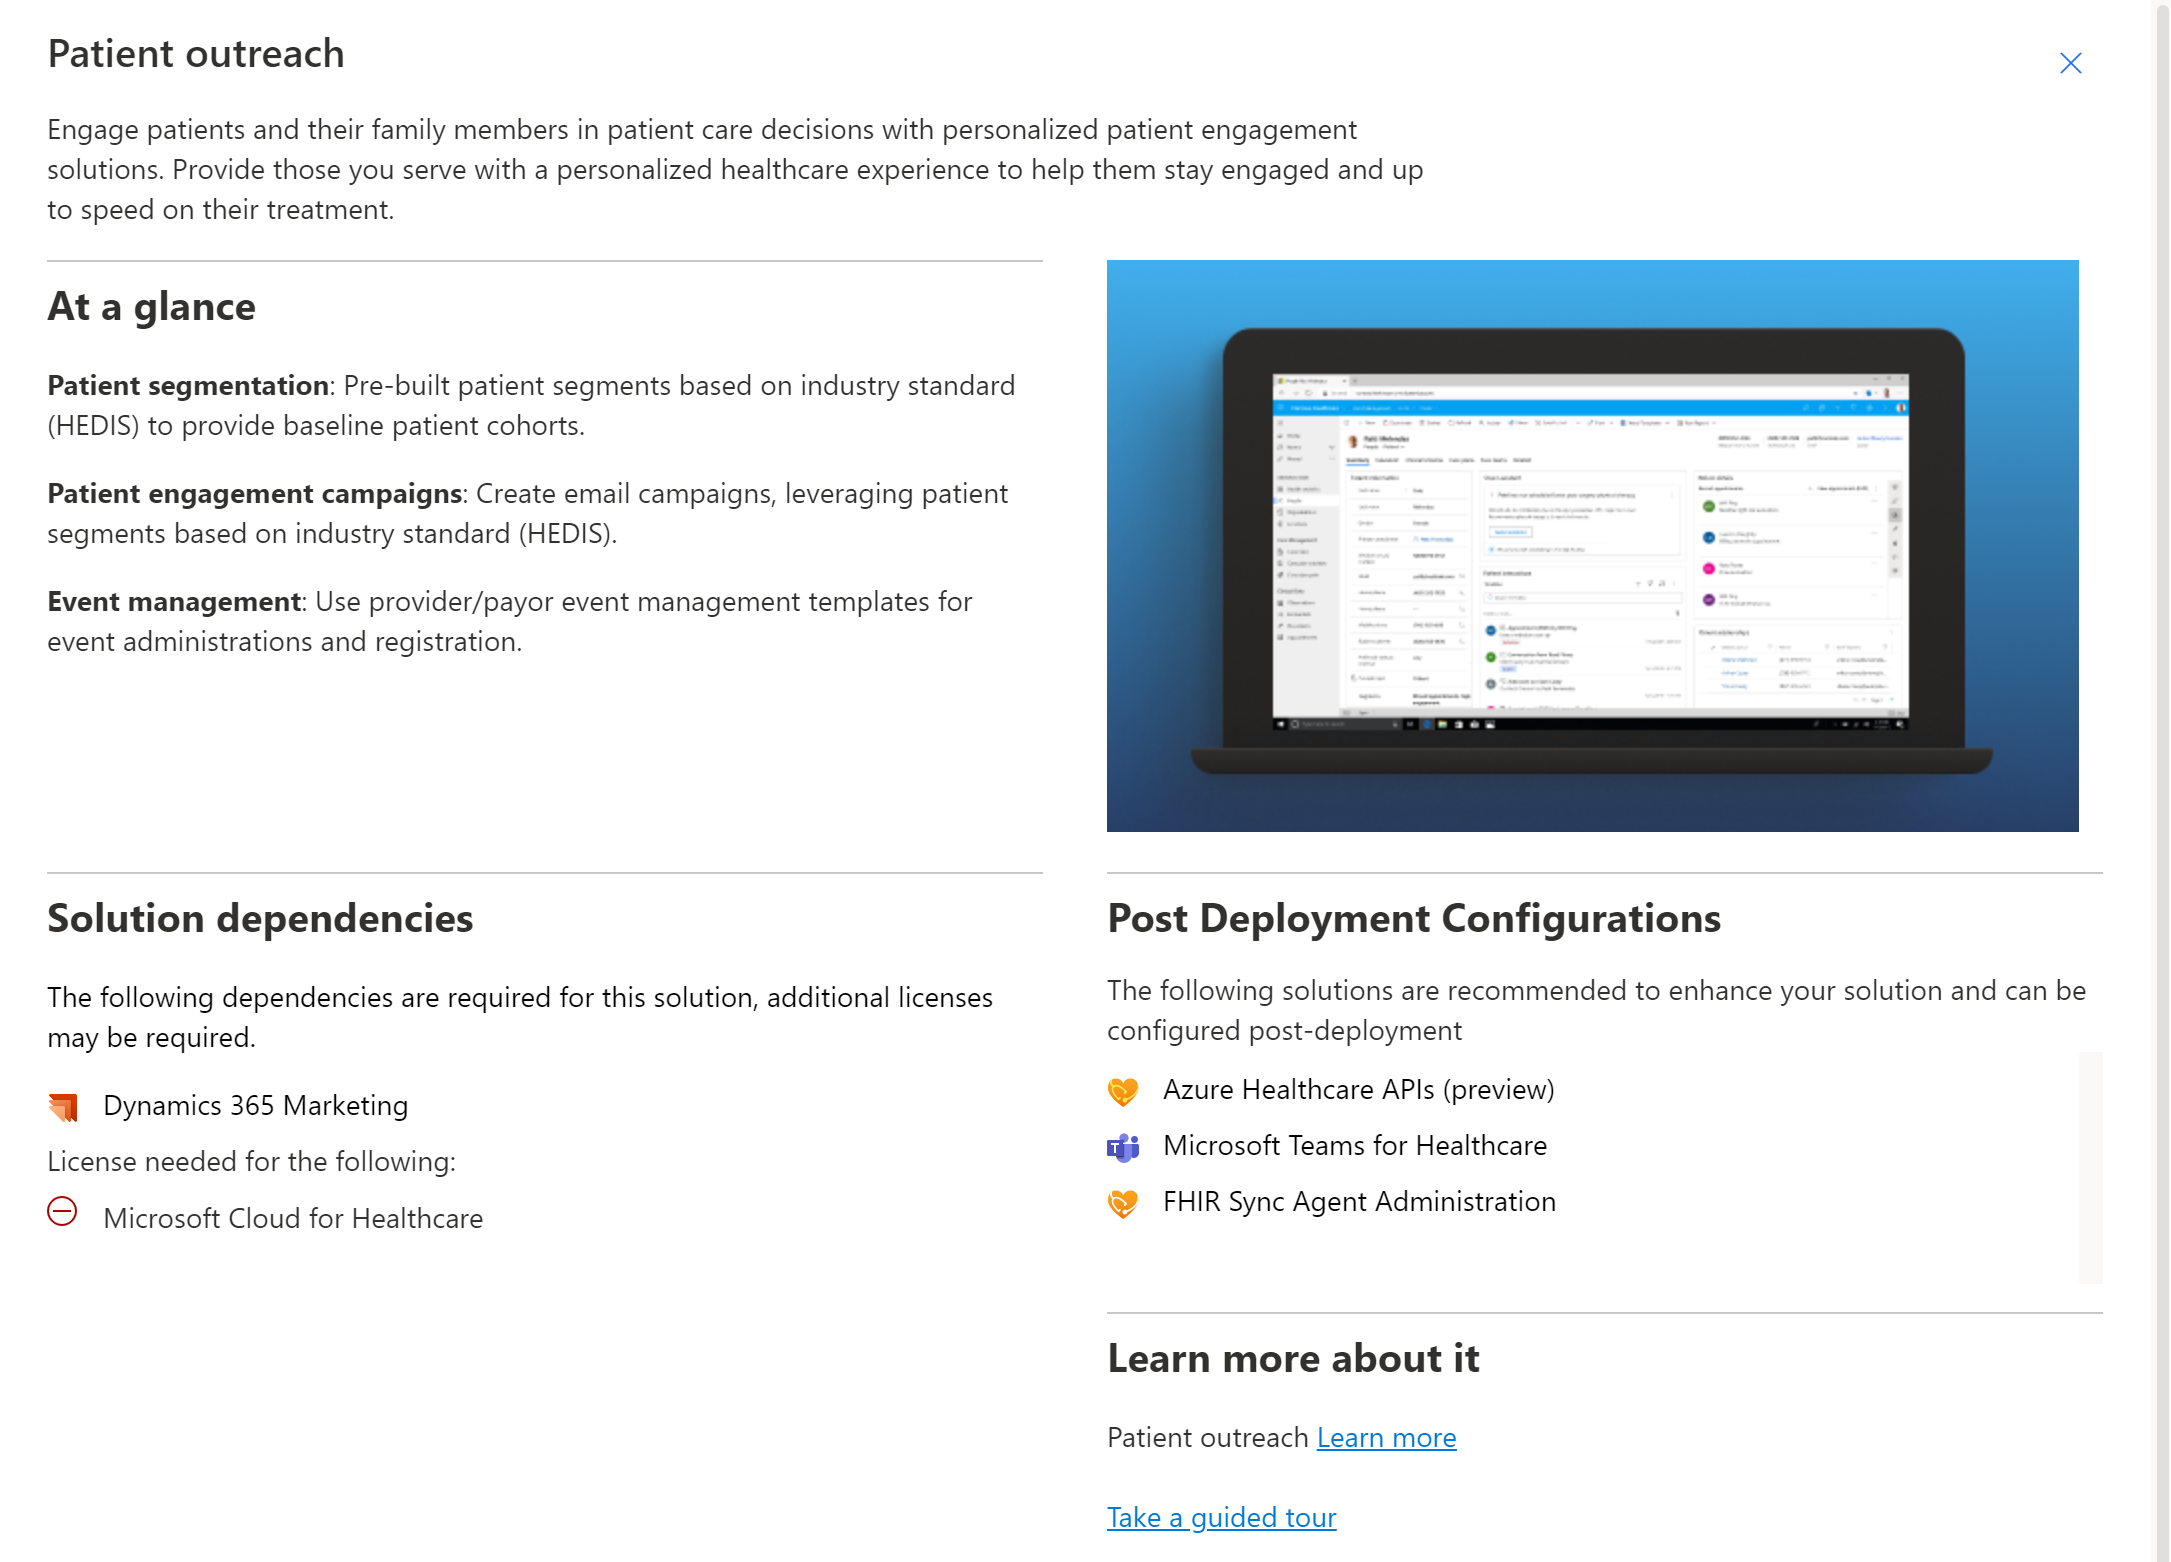 Patient outreach
Engage patients and their family members in patient care decisions with personalized patient engagement
solutions. Provide those you serve with a personalized healthcare experience to help them stay engaged and up
to speed on their treatment.
At a glance
Patient segmentation: Pre-built patient segments based on industry standard
(HEDIS) to provide baseline patient cohorts.
Patient engagement campaigns: Create email campaigns, leveraging patient
segments based on industry standard (HEDIS).
Event management: Use provider/payor event management templates for
event administrations and registration.
Solution dependencies
The following dependencies are required for this solution, additional licenses
may be required.
Dynamics 365 Marketing
License needed for the following:
Microsoft Cloud for Healthcare
Post Deployment Configurations
The following solutions are recommended to enhance your solution and can be
configured post-deployment
Azure Healthcare APIs (preview)
Microsoft Teams for Healthcare
FHIR Sync Agent Administration
Learn more about it
Patient outreach Learn more
Take a guided tour